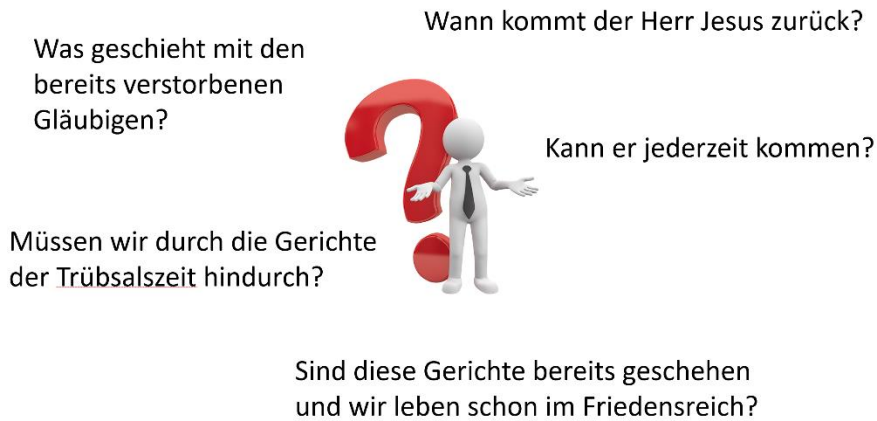 Wann kommt der Herr Jesus zurück?
Was geschieht mit den
bereits verstorbenen
Gläubigen?
Kann er jederzeit kommen?
Müssen wir durch die Gerichte
der Trübsalszeit hindurch?
Sind diese Gerichte bereits geschehen
und wir leben schon im Friedensreich?